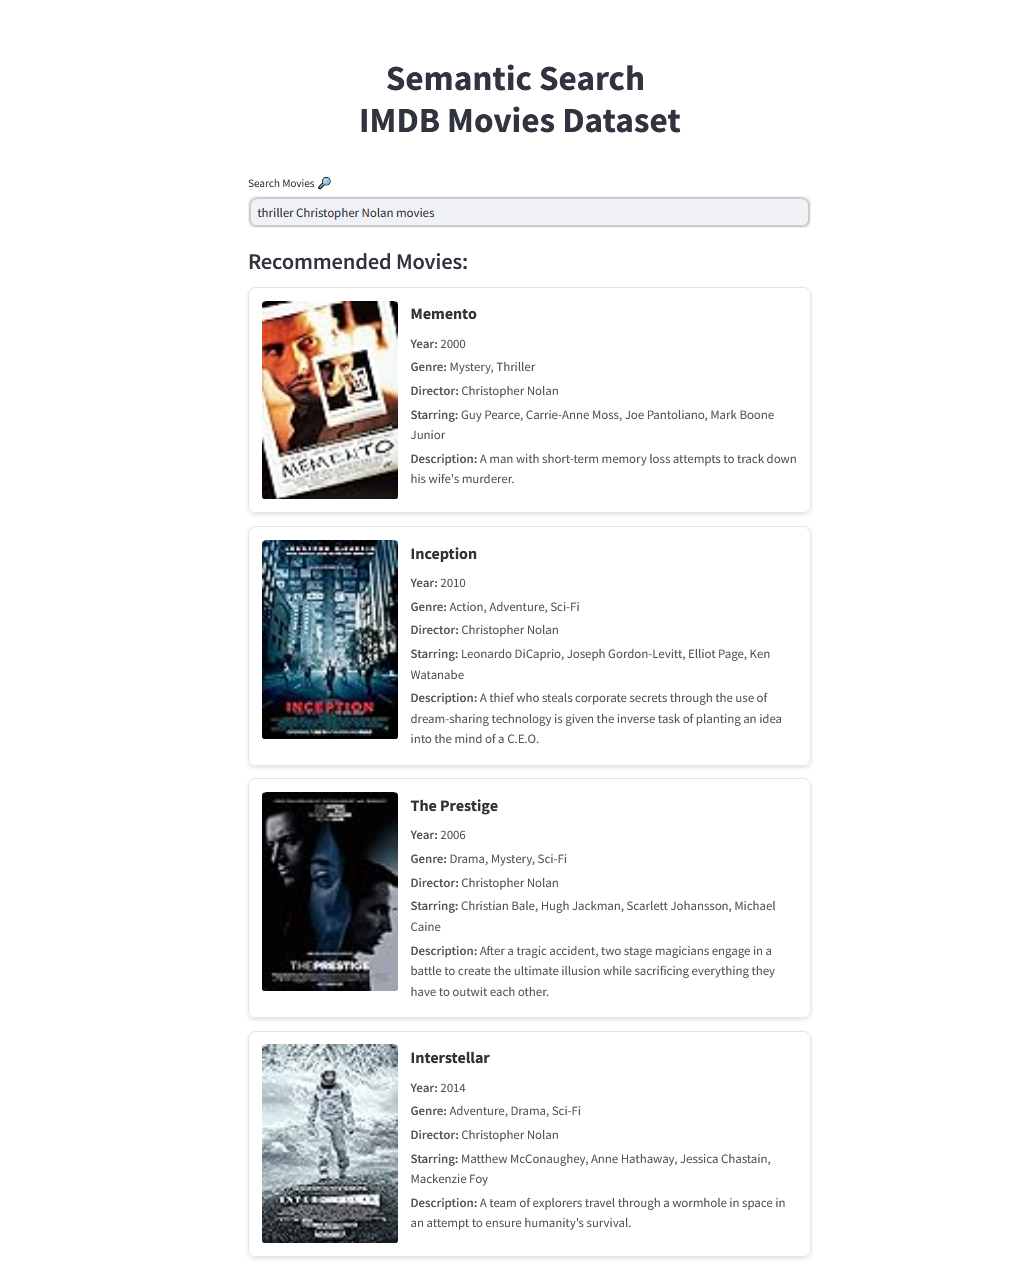 Semantic Search
IMDB Movies Dataset
Search Movies
thriller Christopher Nolan movies
Recommended Movies:
MEMENTO
Memento
Year: 2000
Genre: Mystery, Thriller
Director: Christopher Nolan
Starring: Guy Pearce, Carrie-Anne Moss, Joe Pantoliano, Mark Boone
Junior
Description: A man with short-term memory loss attempts to track down
his wife's murderer.
INCEPTION
Inception
Year: 2010
Genre: Action, Adventure, Sci-Fi
Director: Christopher Nolan
Starring: Leonardo DiCaprio, Joseph Gordon-Levitt, Elliot Page, Ken
Watanabe
Description: A thief who steals corporate secrets through the use of
dream-sharing technology is given the inverse task of planting an idea
into the mind of a C.E.O.
THE PRESTIGE
The Prestige
Year: 2006
Genre: Drama, Mystery, Sci-Fi
Director: Christopher Nolan
Starring: Christian Bale, Hugh Jackman, Scarlett Johansson, Michael
Caine
Description: After a tragic accident, two stage magicians engage in a
battle to create the ultimate illusion while sacrificing everything they
have to outwit each other.
Interstellar
Year: 2014
Genre: Adventure, Drama, Sci-Fi
Director: Christopher Nolan
Starring: Matthew McConaughey, Anne Hathaway, Jessica Chastain,
Mackenzie Foy
Description: A team of explorers travel through a wormhole in space in
an attempt to ensure humanity's survival.